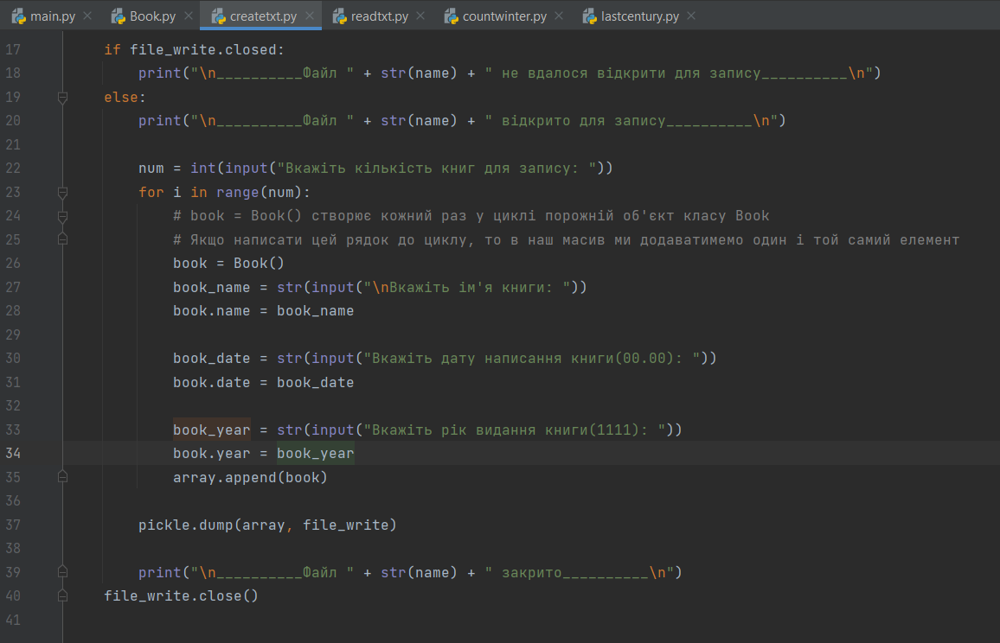 main.py Book.py createtxt.py readtxt.py countwinter.py lastcentury.py
17 if file_write.closed:
18 print("\n__________Файл " + str(name) + " не вдалося відкрити для запису__________\n")
19 else:
20 print("\n__________Файл " + str(name) + " відкрито для запису__________\n")
21
22 num = int(input("Вкажіть кількість книг для запису: "))
23 for i in range(num):
24 # book = Book() створює кожний раз у циклі порожній об'єкт класу Book
25 # Якщо написати цей рядок до циклу, то в наш масив ми додаватимемо один і той самий елемент
26 book = Book()
27 book_name = str(input("\nВкажіть ім'я книги: "))
28 book.name = book_name
29
30 book_date = str(input("Вкажіть дату написання книги(00.00): "))
31 book.date = book_date
32
33 book_year = str(input("Вкажіть рік видання книги(1111): "))
34 book.year = book_year
35 array.append(book)
36
37 pickle.dump(array, file_write)
38
39 print("\n__________Файл " + str(name) + " закрито__________\n")
40 file_write.close()
41